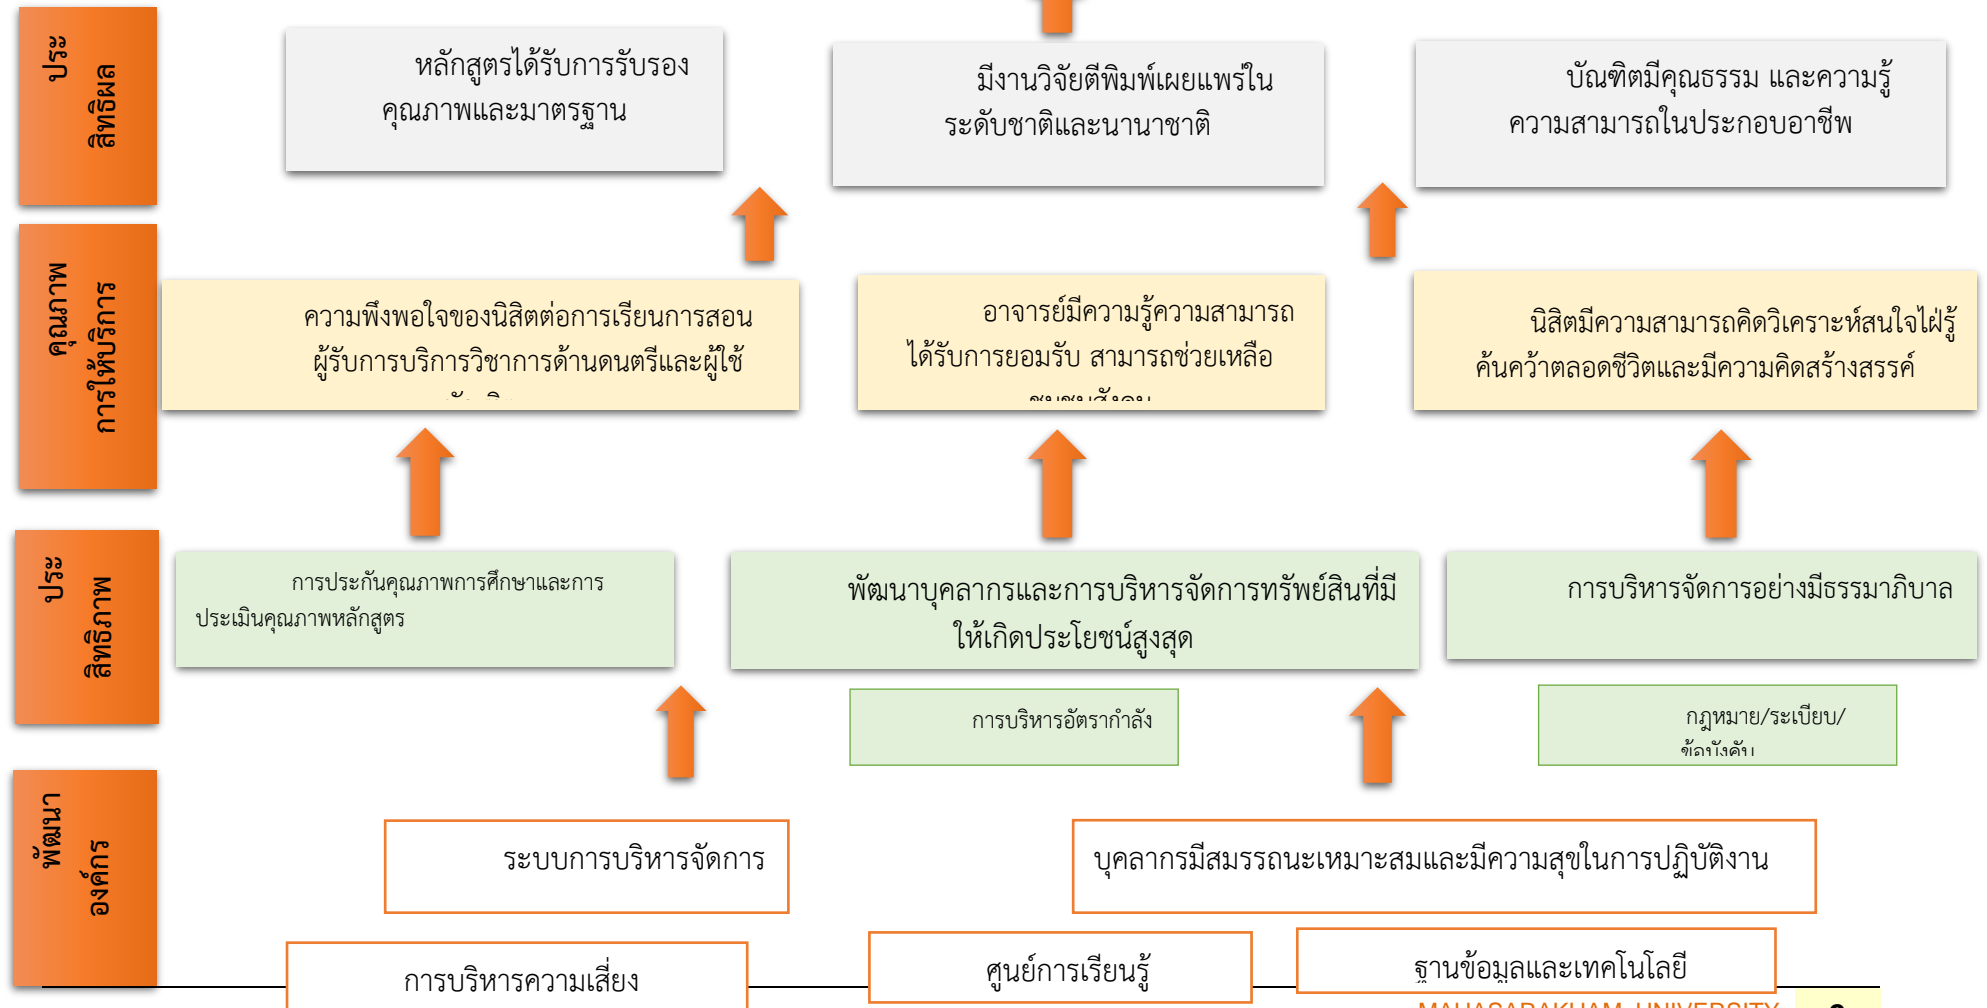 ประ
สิทธิผล
หลักสูตรได้รับการรับรอง
คุณภาพและมาตรฐาน
มีงานวิจัยตีพิมพ์เผยแพร่ใน
ระดับชาติและนานาชาติ
บัณฑิตมีคุณธรรม และความรู้
ความสามารถในประกอบอาชีพ
คุณภาพ
การให้บริการ
ความพึงพอใจของนิสิตต่อการเรียนการสอน
ผู้รับการบริการวิชาการด้านดนตรีและผู้ใช้
อาจารย์มีความรู้ความสามารถ
ได้รับการยอมรับ สามารถช่วยเหลือ
นิสิตมีความสามารถคิดวิเคราะห์สนใจไฝ่รู้
ค้นคว้าตลอดชีวิตและมีความคิดสร้างสรรค์
ประ
สิทธิภาพ
การประกันคุณภาพการศึกษาและการ
ประเมินคุณภาพหลักสูตร
พัฒนาบุคลากรและการบริหารจัดการทรัพย์สินที่มี
ให้เกิดประโยชน์สูงสุด
การบริหารจัดการอย่างมีธรรมาภิบาล
การบริหารอัตรากำลัง
กฎหมาย/ระเบียบ/
ข้อบังคับ
พัฒนา
องค์กร
ระบบการบริหารจัดการ
บุคลากรมีสมรรถนะเหมาะสมและมีความสุขในการปฏิบัติงาน
การบริหารความเสี่ยง
ศูนย์การเรียนรู้
ฐานข้อมูลและเทคโนโลยี
MAHASARAKHAM UNIVERSITY